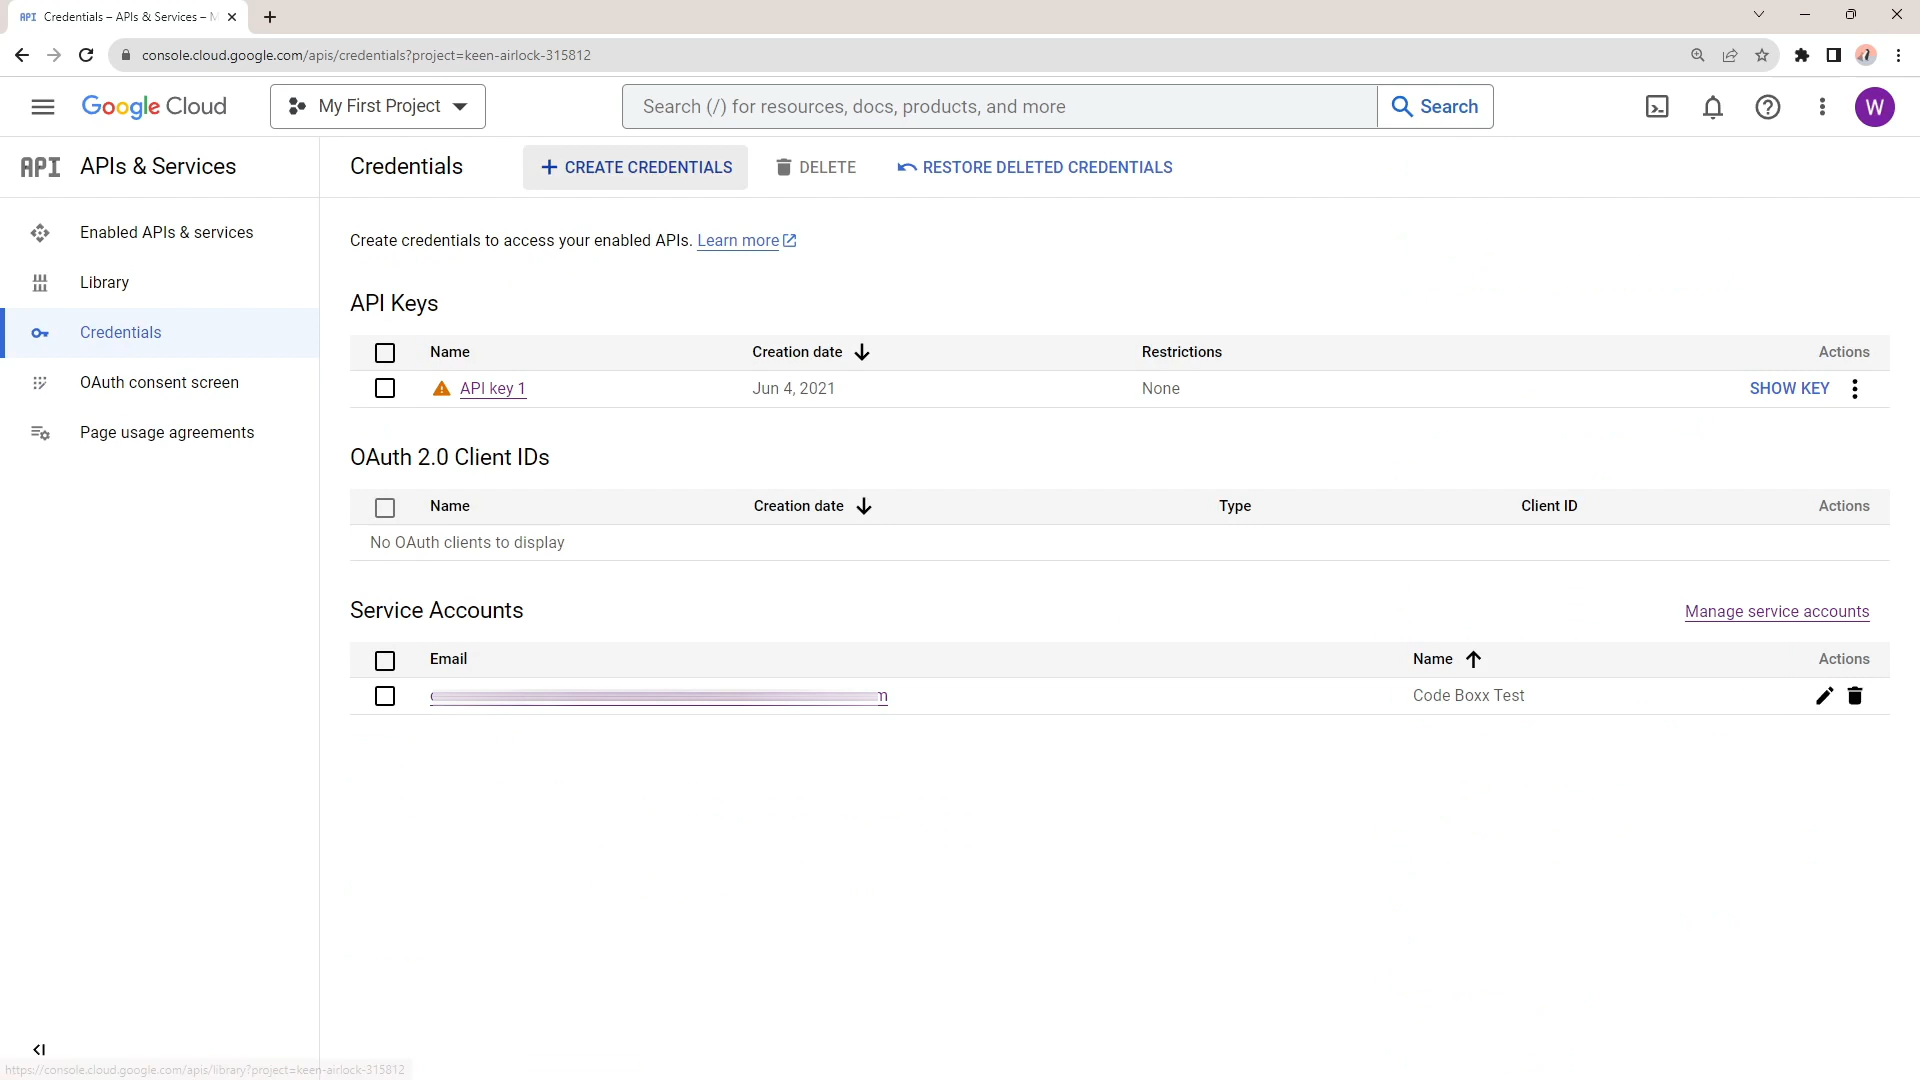 API Credentials – APIs & Services – M
console.cloud.google.com/apis/credentials?project=keen-airlock-315812
Google Cloud
My First Project
Search (/) for resources, docs, products, and more
Search
W
API APIs & Services
Credentials
CREATE CREDENTIALS
DELETE
RESTORE DELETED CREDENTIALS
Enabled APIs & services
Library
Credentials
OAuth consent screen
Page usage agreements
Create credentials to access your enabled APIs. Learn more
API Keys
Name Creation date Restrictions Actions
API key 1 Jun 4, 2021 None SHOW KEY
OAuth 2.0 Client IDs
Name Creation date Type Client ID Actions
No OAuth clients to display
Service Accounts Manage service accounts
Email Name Actions
Code Boxx Test
https://console.cloud.google.com/apis/library?project=keen-airlock-315812